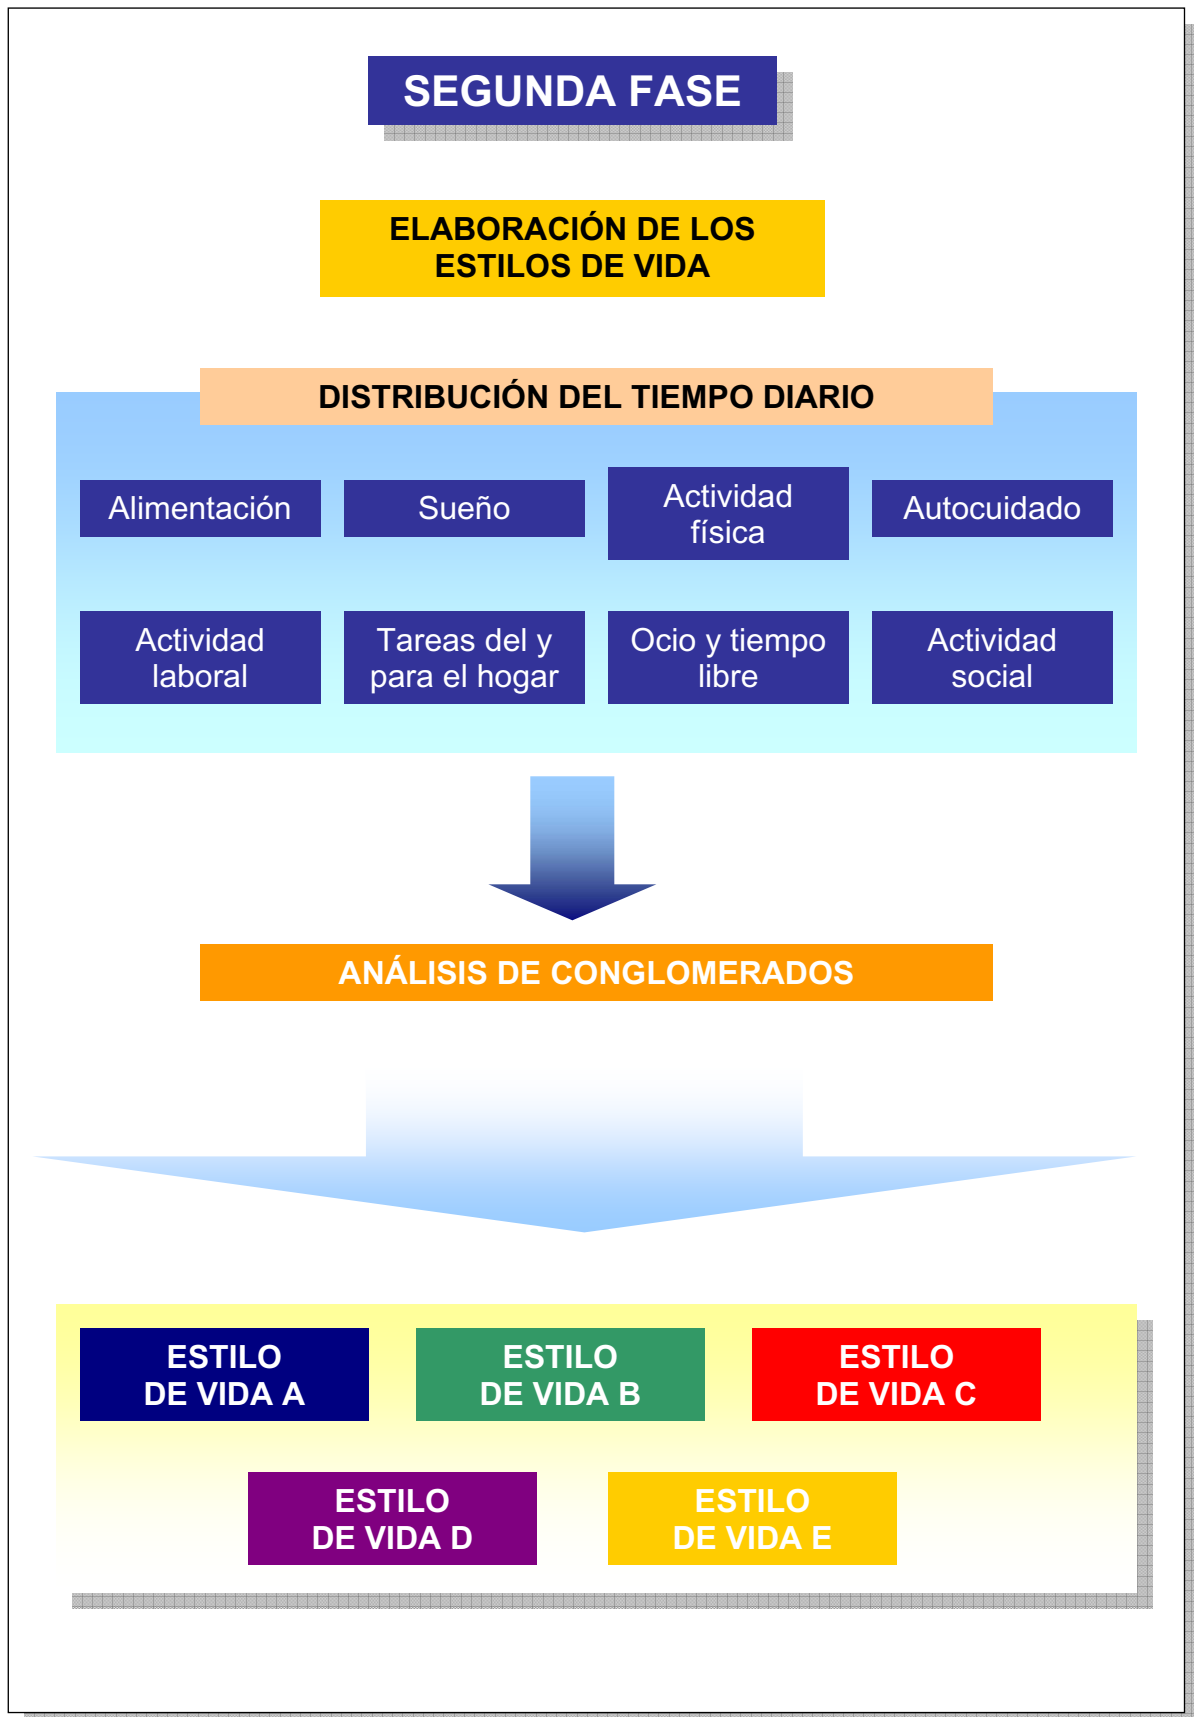 SEGUNDA FASE
ELABORACIÓN DE LOS
ESTILOS DE VIDA
DISTRIBUCIÓN DEL TIEMPO DIARIO
Alimentación
Sueño
Actividad
física
Autocuidado
Actividad
laboral
Tareas del y
para el hogar
Ocio y tiempo
libre
Actividad
social
ANÁLISIS DE CONGLOMERADOS
ESTILO
DE VIDA A
ESTILO
DE VIDA B
ESTILO
DE VIDA C
ESTILO
DE VIDA D
ESTILO
DE VIDA E